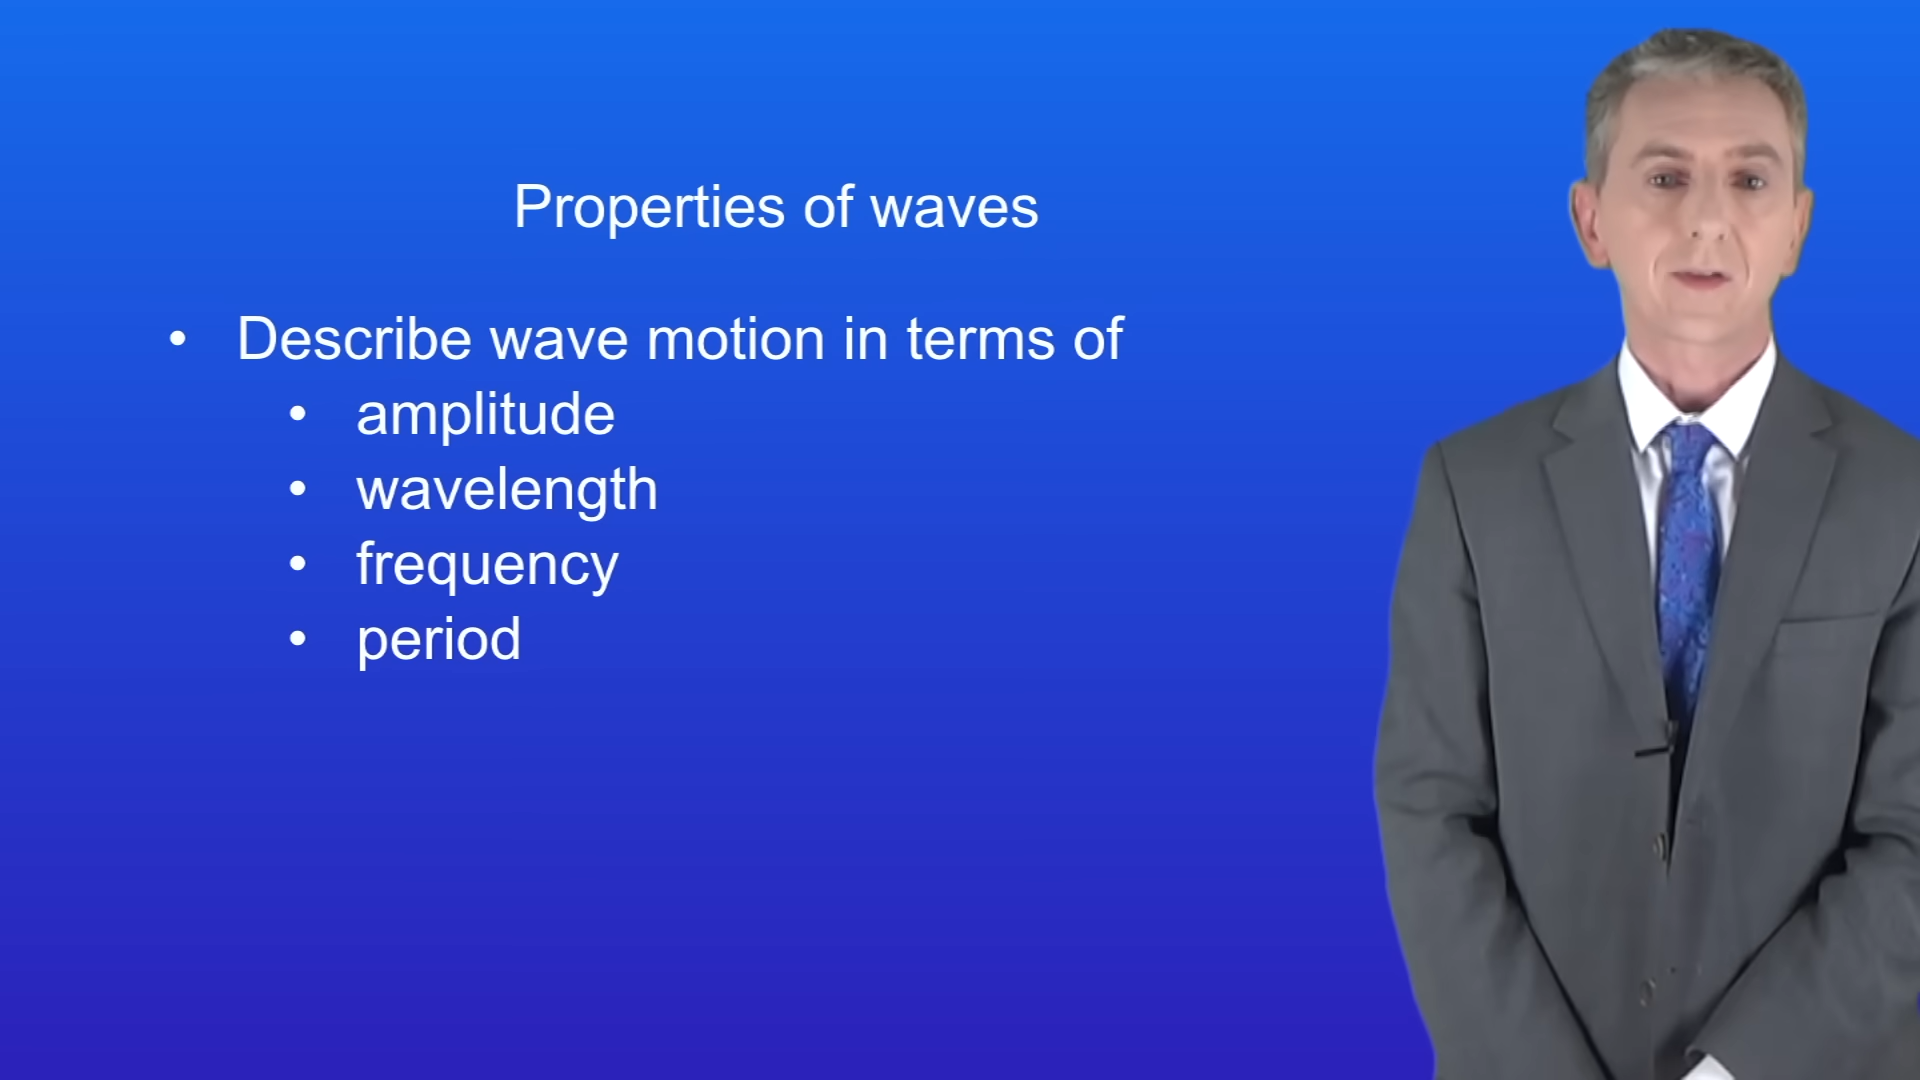 Properties of waves
• Describe wave motion in terms of
• amplitude
• wavelength
• frequency
• period